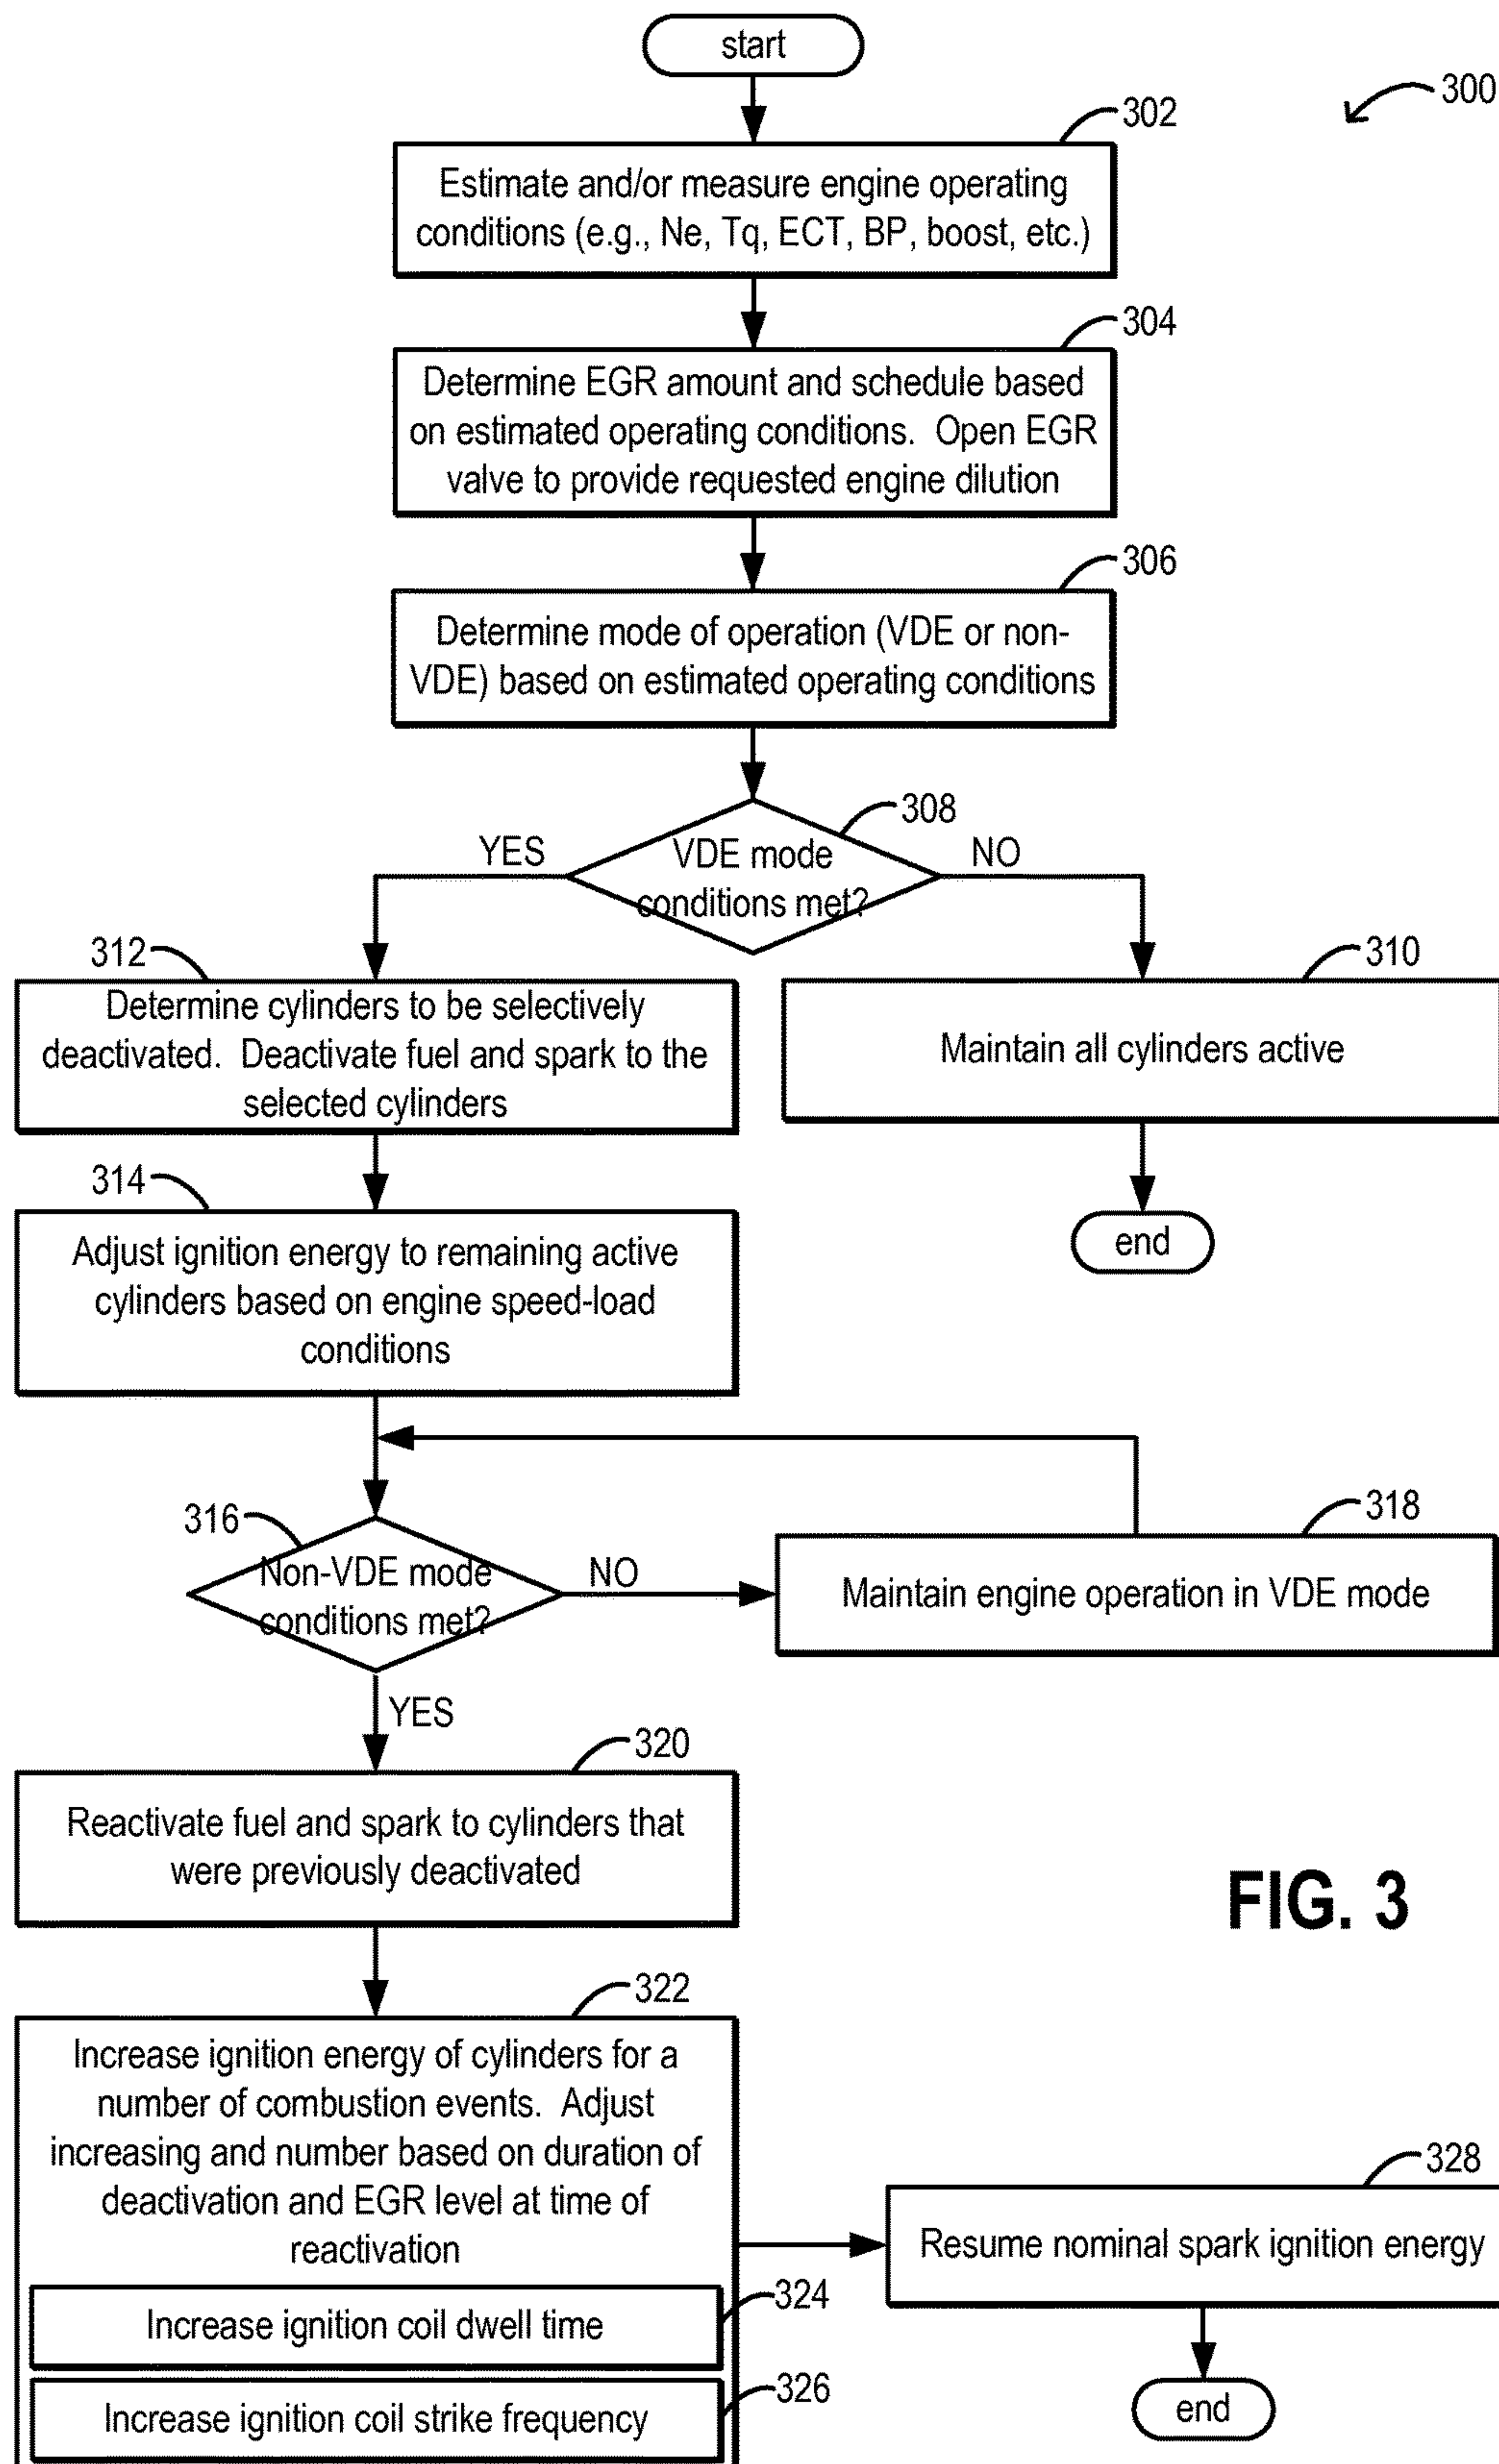 start
300
302
Estimate and/or measure engine operating
conditions (e.g., Ne, Tq, ECT, BP, boost, etc.)
304
Determine EGR amount and schedule based
on estimated operating conditions.  Open EGR
valve to provide requested engine dilution
306
Determine mode of operation (VDE or non-
VDE) based on estimated operating conditions
308
YES
VDE mode
conditions met?
NO
312
Determine cylinders to be selectively
deactivated.  Deactivate fuel and spark to the
selected cylinders
310
Maintain all cylinders active
314
Adjust ignition energy to remaining active
cylinders based on engine speed-load
conditions
end
316
Non-VDE mode
conditions met?
NO
318
Maintain engine operation in VDE mode
YES
320
Reactivate fuel and spark to cylinders that
were previously deactivated
FIG. 3
322
Increase ignition energy of cylinders for a
number of combustion events.  Adjust
increasing and number based on duration of
deactivation and EGR level at time of
reactivation
328
Resume nominal spark ignition energy
324
Increase ignition coil dwell time
326
Increase ignition coil strike frequency
end